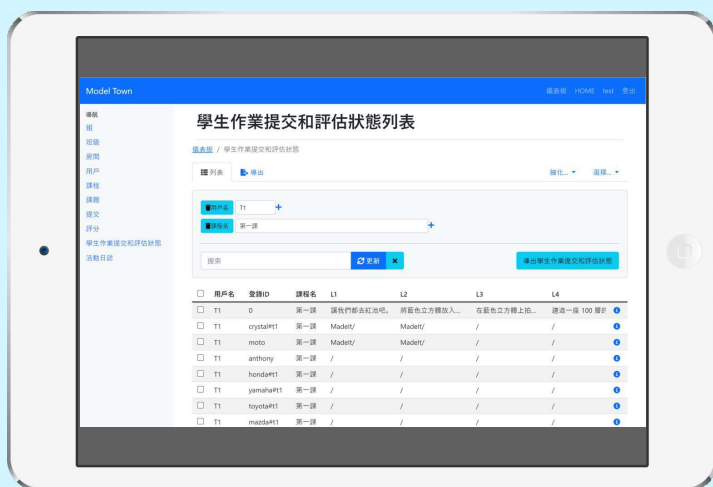 Model Town
儀表板 HOME test 登出
導航
組
班級
房間
用戶
課程
課題
提交
評分
學生作業提交和評估狀態
活動日誌
學生作業提交和評估狀態列表
儀表板 / 學生作業提交和評估狀態
列表 導出
細化... 選擇...
用戶名 T1
課程名 第一課
搜索 更新 × 導出學生作業提交和評估狀態
用戶名 登錄ID 課程名 L1 L2 L3 L4
T1 0 第一課 讓我們都去紅池吧。 將藍色立方體放入... 在藍色立方體上拍... 建造一座 100 層的
T1 crystal#t1 第一課 MadeIt/ MadeIt/ / /
T1 moto 第一課 MadeIt/ MadeIt/ / /
T1 anthony 第一課 / / / /
T1 honda#t1 第一課 / / / /
T1 yamaha#t1 第一課 / / / /
T1 toyota#t1 第一課 / / / /
T1 mazda#t1 第一課 / / / /